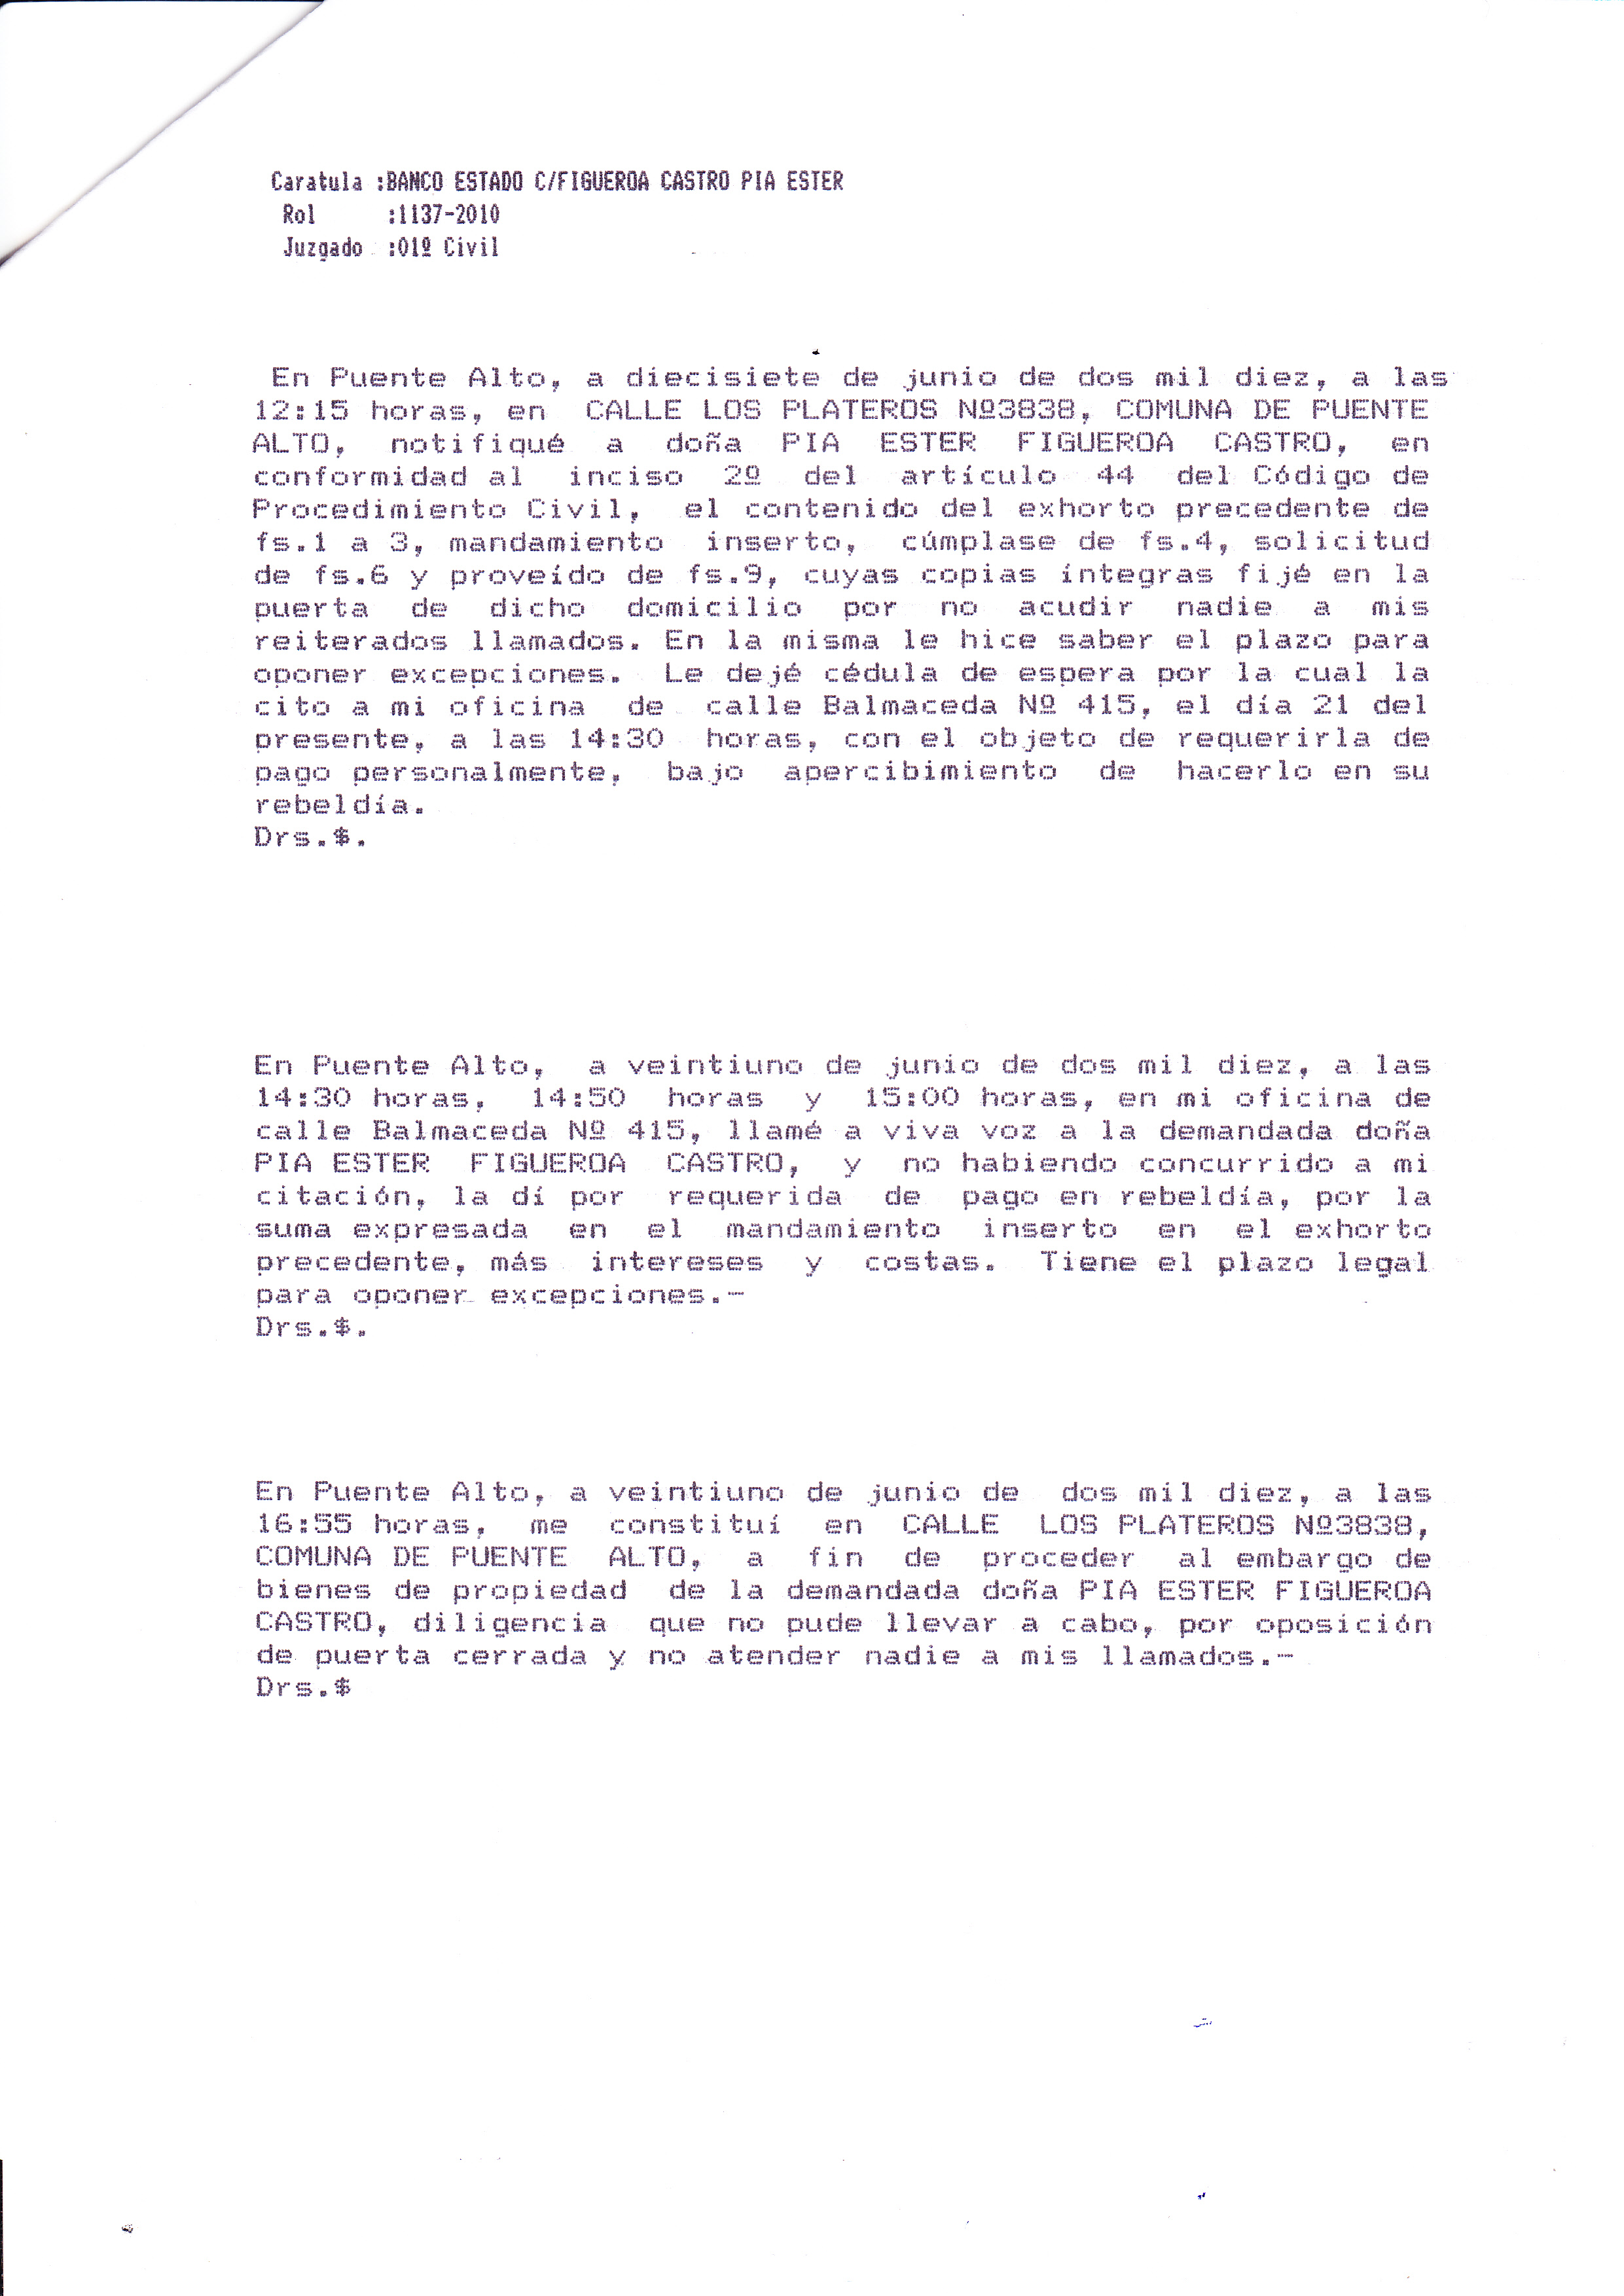 Caratula :BANCO ESTADO C/FIGUEROA CASTRO PIA ESTER
Rol :1137-2010
Juzgado :01º Civil
En Puente Alto, a diecisiete de junio de dos mil diez, a las
12:15 horas, en CALLE LOS PLATEROS Nº3838, COMUNA DE PUENTE
ALTO, notifiqué a doña PIA ESTER FIGUEROA CASTRO, en
conformidad al inciso 2º del artículo 44 del Código de
Procedimiento Civil, el contenido del exhorto precedente de
fs.1 a 3, mandamiento inserto, cúmplase de fs.4, solicitud
de fs.6 y proveído de fs.9, cuyas copias íntegras fijé en la
puerta de dicho domicilio por no acudir nadie a mis
reiterados llamados. En la misma le hice saber el plazo para
oponer excepciones. Le dejé cédula de espera por la cual la
cito a mi oficina de calle Balmaceda Nº 415, el día 21 del
presente, a las 14:30 horas, con el objeto de requerirla de
pago personalmente, bajo apercibimiento de hacerlo en su
rebeldía.
Drs.$.
En Puente Alto, a veintiuno de junio de dos mil diez, a las
14:30 horas, 14:50 horas y 15:00 horas, en mi oficina de
calle Balmaceda Nº 415, llamé a viva voz a la demandada doña
PIA ESTER FIGUEROA CASTRO, y no habiendo concurrido a mi
citación, la dí por requerida de pago en rebeldía, por la
suma expresada en el mandamiento inserto en el exhorto
precedente, más intereses y costas. Tiene el plazo legal
para oponer excepciones.-
Drs.$.
En Puente Alto, a veintiuno de junio de dos mil diez, a las
16:55 horas, me constituí en CALLE LOS PLATEROS Nº3838,
COMUNA DE PUENTE ALTO, a fin de proceder al embargo de
bienes de propiedad de la demandada doña PIA ESTER FIGUEROA
CASTRO, diligencia que no pude llevar a cabo, por oposición
de puerta cerrada y no atender nadie a mis llamados.-
Drs.$